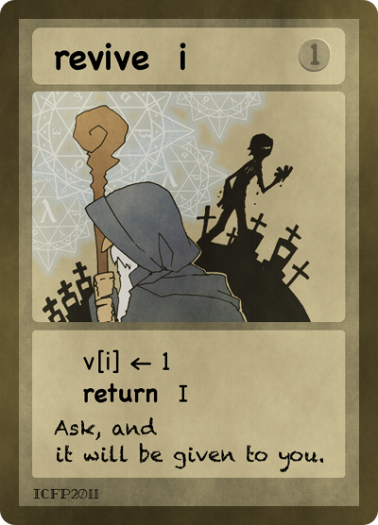 revive i
1
λ
λ
v[i] ← 1
return I
Ask, and
it will be given to you.
ICFP2011